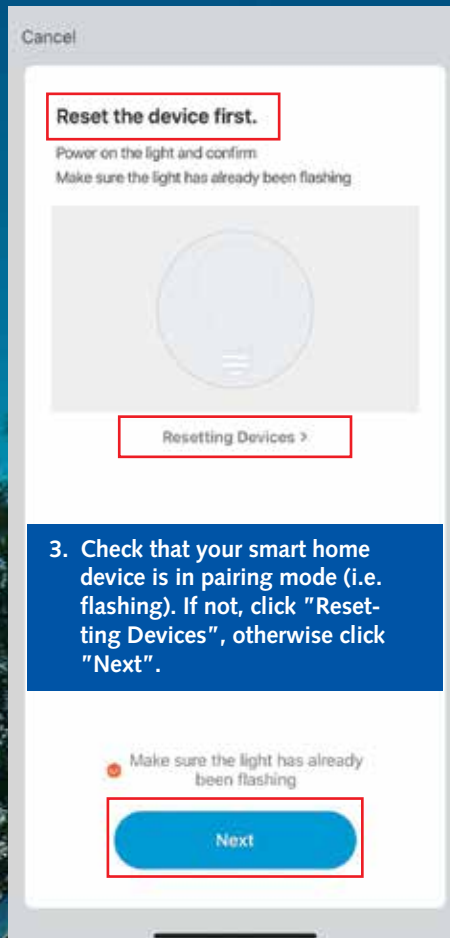 Cancel
Reset the device first.
Power on the light and confirm
Make sure the light has already been flashing
Resetting Devices >
3. Check that your smart home
device is in pairing mode (i.e.
flashing). If not, click "Reset-
ting Devices", otherwise click
"Next".
Make sure the light has already
been flashing
Next